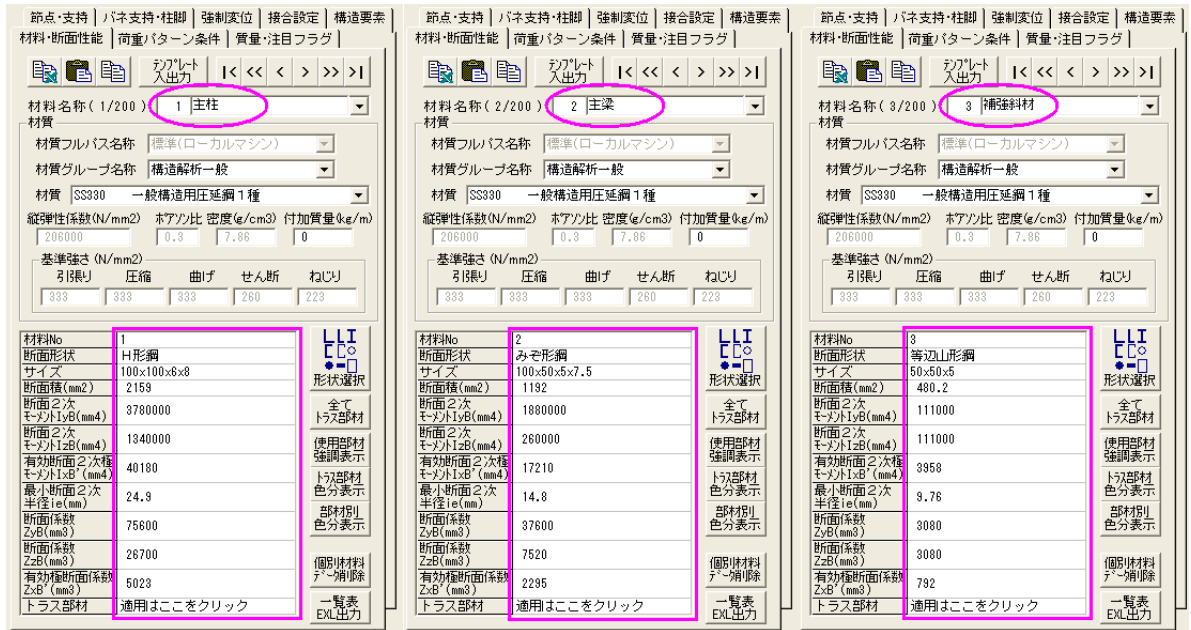 節点・支持 バネ支持・柱脚 強制変位 接合設定 構造要素
材料・断面性能 荷重パターン条件 質量・注目フラグ
テンプレート入出力 |< << < > >> >|
材料名称( 1/200 ) 1 主柱
材質
材質フルパス名称 標準(ローカルマシン)
材質グループ名称 構造解析一般
材質 SS330 一般構造用圧延鋼1種
縦弾性係数(N/mm2) ポアソン比 密度(g/cm3) 付加質量(kg/m)
206000 0.3 7.86 0
基準強さ (N/mm2)
引張り 圧縮 曲げ せん断 ねじり
333 333 333 260 223
材料No 1
断面形状 H形鋼
サイズ 100x100x6x8
断面積(mm2) 2159
断面2次モーメントIyB(mm4) 3780000
断面2次モーメントIzB(mm4) 1340000
有効断面2次極モーメントIxB'(mm4) 40180
最小断面2次半径ie(mm) 24.9
断面係数ZyB(mm3) 75600
断面係数ZzB(mm3) 26700
有効極断面係数ZxB'(mm3) 5023
トラス部材 適用はここをクリック
形状選択
全てトラス部材
使用部材強調表示
トラス部材色分表示
部材別色分表示
個別材料データ削除
一覧表EXL出力
節点・支持 バネ支持・柱脚 強制変位 接合設定 構造要素
材料・断面性能 荷重パターン条件 質量・注目フラグ
テンプレート入出力 |< << < > >> >|
材料名称( 2/200 ) 2 主梁
材質
材質フルパス名称 標準(ローカルマシン)
材質グループ名称 構造解析一般
材質 SS330 一般構造用圧延鋼1種
縦弾性係数(N/mm2) ポアソン比 密度(g/cm3) 付加質量(kg/m)
206000 0.3 7.86 0
基準強さ (N/mm2)
引張り 圧縮 曲げ せん断 ねじり
333 333 333 260 223
材料No 2
断面形状 みぞ形鋼
サイズ 100x50x5x7.5
断面積(mm2) 1192
断面2次モーメントIyB(mm4) 1880000
断面2次モーメントIzB(mm4) 260000
有効断面2次極モーメントIxB'(mm4) 17210
最小断面2次半径ie(mm) 14.8
断面係数ZyB(mm3) 37600
断面係数ZzB(mm3) 7520
有効極断面係数ZxB'(mm3) 2295
トラス部材 適用はここをクリック
形状選択
全てトラス部材
使用部材強調表示
トラス部材色分表示
部材別色分表示
個別材料データ削除
一覧表EXL出力
節点・支持 バネ支持・柱脚 強制変位 接合設定 構造要素
材料・断面性能 荷重パターン条件 質量・注目フラグ
テンプレート入出力 |< << < > >> >|
材料名称( 3/200 ) 3 補強斜材
材質
材質フルパス名称 標準(ローカルマシン)
材質グループ名称 構造解析一般
材質 SS330 一般構造用圧延鋼1種
縦弾性係数(N/mm2) ポアソン比 密度(g/cm3) 付加質量(kg/m)
206000 0.3 7.86 0
基準強さ (N/mm2)
引張り 圧縮 曲げ せん断 ねじり
333 333 333 260 223
材料No 3
断面形状 等辺山形鋼
サイズ 50x50x5
断面積(mm2) 480.2
断面2次モーメントIyB(mm4) 111000
断面2次モーメントIzB(mm4) 111000
有効断面2次極モーメントIxB'(mm4) 3958
最小断面2次半径ie(mm) 9.76
断面係数ZyB(mm3) 3080
断面係数ZzB(mm3) 3080
有効極断面係数ZxB'(mm3) 792
トラス部材 適用はここをクリック
形状選択
全てトラス部材
使用部材強調表示
トラス部材色分表示
部材別色分表示
個別材料データ削除
一覧表EXL出力